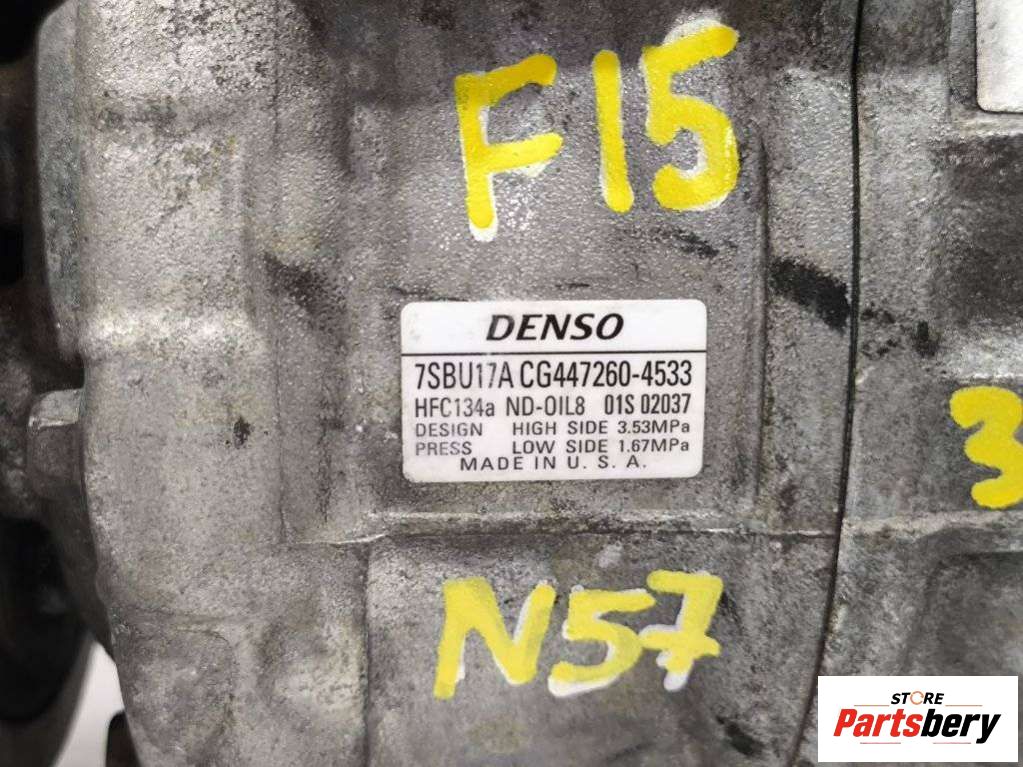 F15
DENSO
7SBU17A CG447260-4533
HFC134a ND-OIL8 01S 02037
DESIGN HIGH SIDE 3.53MPa
PRESS LOW SIDE 1.67MPa
MADE IN U. S. A.
3
N57
STORE
Partsbery